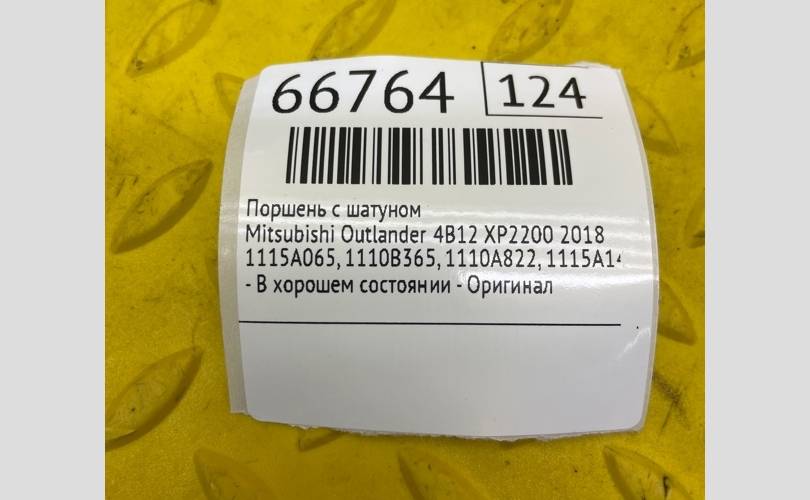 66764 124
Поршень с шатуном
Mitsubishi Outlander 4B12 XP2200 2018
1115A065, 1110B365, 1110A822,
- В хорошем состоянии - Оригинал